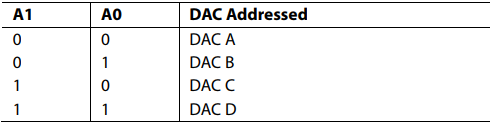 A1 A0 DAC Addressed
0 0 DAC A
0 1 DAC B
1 0 DAC C
1 1 DAC D